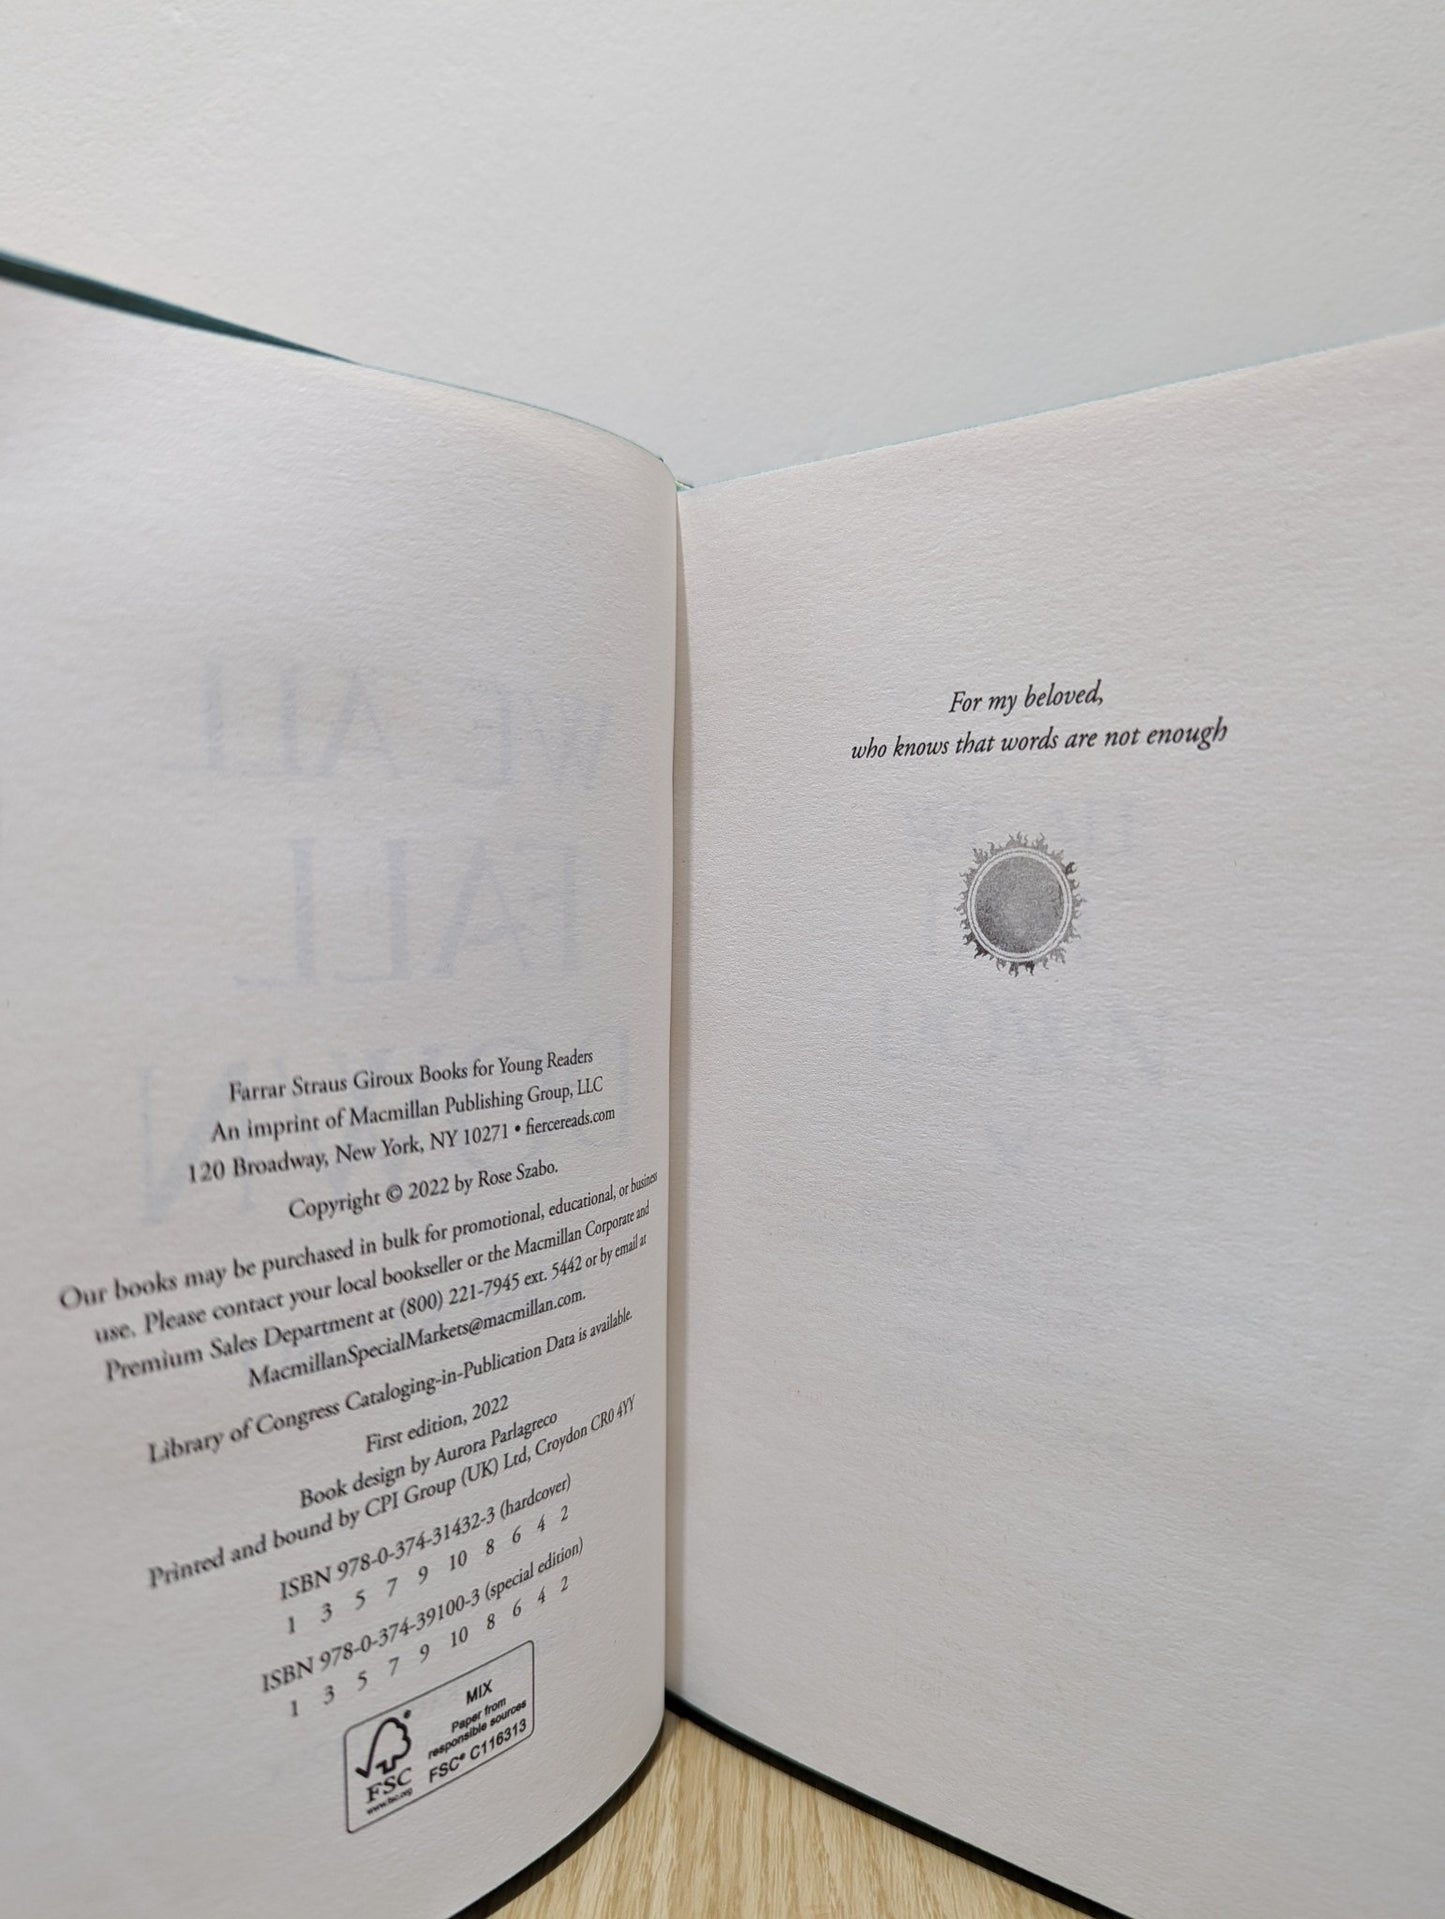 Farrar Straus Giroux Books for Young Readers
An imprint of Macmillan Publishing Group, LLC
120 Broadway, New York, NY 10271 • fiercereads.com
Copyright © 2022 by Rose Szabo.
Our books may be purchased in bulk for promotional, educational, or business
use. Please contact your local bookseller or the Macmillan Corporate and
Premium Sales Department at (800) 221-7945 ext. 5442 or by email at
MacmillanSpecialMarkets@macmillan.com.
Library of Congress Cataloging-in-Publication Data is available.
First edition, 2022
Book design by Aurora Parlagreco
Printed and bound by CPI Group (UK) Ltd, Croydon CR0 4YY
ISBN 978-0-374-31432-3 (hardcover)
1 3 5 7 9 10 8 6 4 2
ISBN 978-0-374-39100-3 (special edition)
1 3 5 7 9 10 8 6 4 2
FSC
www.fsc.org
MIX
Paper from
responsible sources
FSC® C116313
For my beloved,
who knows that words are not enough